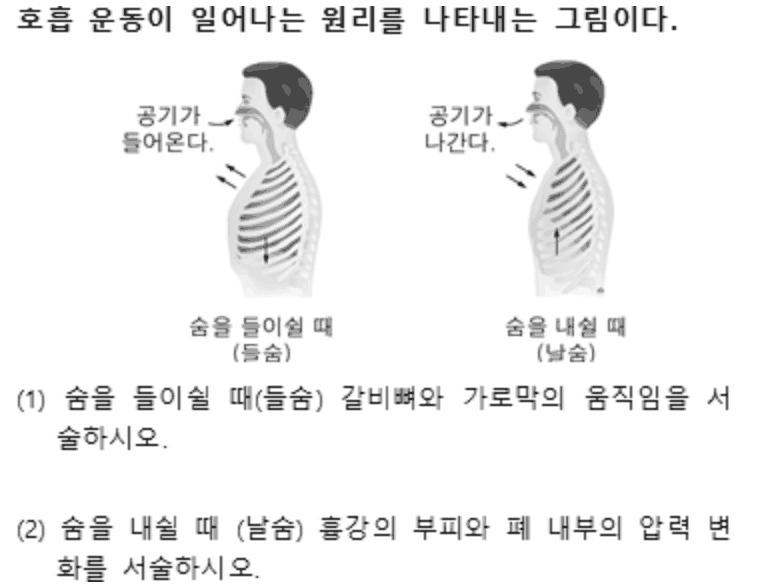 호흡 운동이 일어나는 원리를 나타내는 그림이다.
공기가
들어온다.
공기가
나간다.
숨을 들이쉴 때
(들숨)
숨을 내쉴 때
(날숨)
(1) 숨을 들이쉴 때(들숨) 갈비뼈와 가로막의 움직임을 서
술하시오.
(2) 숨을 내쉴 때 (날숨) 흉강의 부피와 폐 내부의 압력 변
화를 서술하시오.